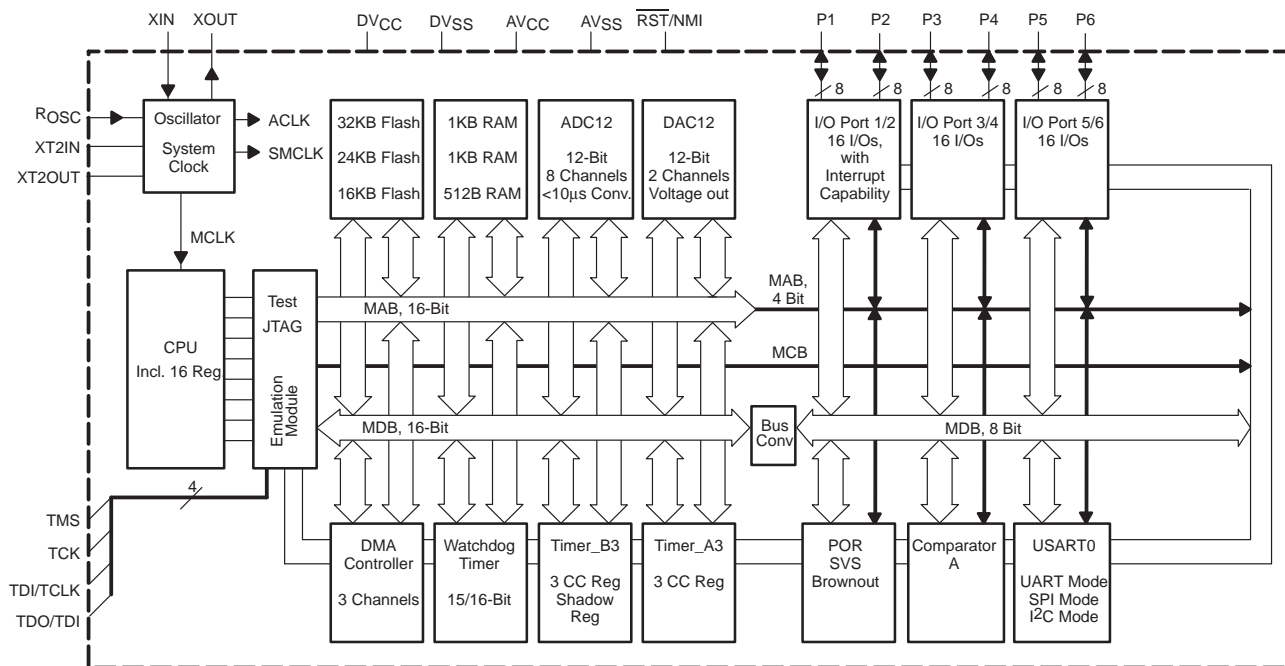 XIN
XOUT
DVCC
DVSS
AVCC
AVSS
RST/NMI
P1
P2
P3
P4
P5
P6
8
8
8
8
8
8
ROSC
XT2IN
XT2OUT
Oscillator
System
Clock
ACLK
SMCLK
32KB Flash
24KB Flash
16KB Flash
1KB RAM
1KB RAM
512B RAM
ADC12
12-Bit
8 Channels
<10μs Conv.
DAC12
12-Bit
2 Channels
Voltage out
I/O Port 1/2
16 I/Os,
with
Interrupt
Capability
I/O Port 3/4
16 I/Os
I/O Port 5/6
16 I/Os
MCLK
CPU
Incl. 16 Reg.
Test
JTAG
Emulation
Module
MAB, 16-Bit
MAB,
4 Bit
MCB
MDB, 16-Bit
Bus
Conv
MDB, 8 Bit
4
TMS
TCK
TDI/TCLK
TDO/TDI
DMA
Controller
3 Channels
Watchdog
Timer
15/16-Bit
Timer_B3
3 CC Reg
Shadow
Reg
Timer_A3
3 CC Reg
POR
SVS
Brownout
Comparator
A
USART0
UART Mode
SPI Mode
I2C Mode